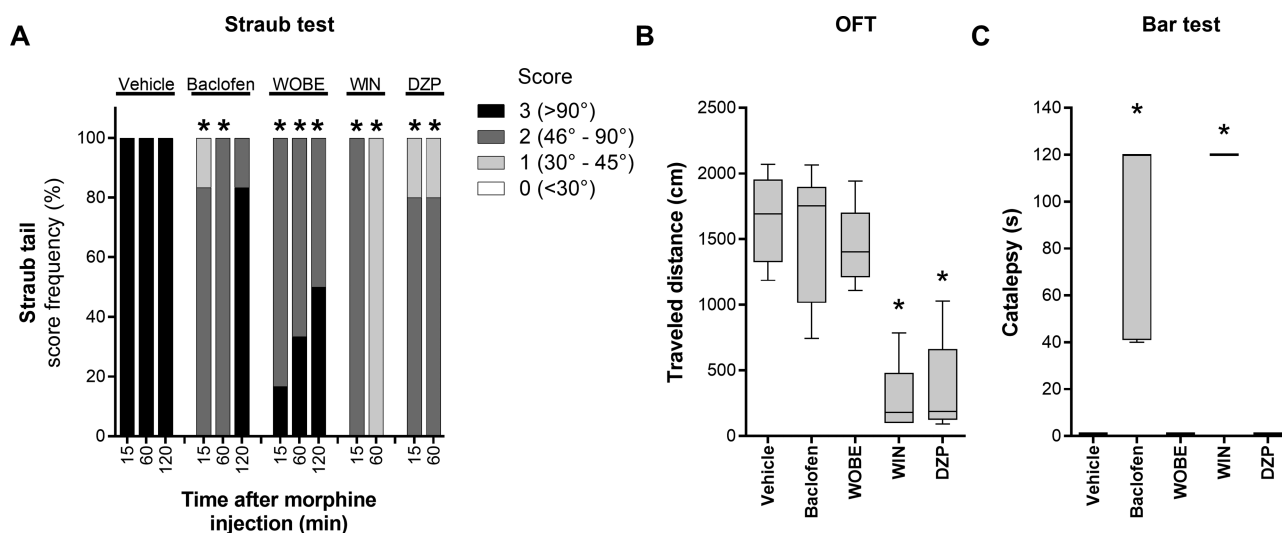 A
Straub test
Vehicle Baclofen WOBE WIN DZP
* * * * * * * * *
100
80
60
40
20
0
Straub tail
score frequency (%)
15 60 120 15 60 120 15 60 120 15 60 15 60
Time after morphine
injection (min)
Score
3 (>90°)
2 (46° - 90°)
1 (30° - 45°)
0 (<30°)
B
OFT
2500
2000
1500
1000
500
0
Traveled distance (cm)
* *
Vehicle Baclofen WOBE WIN DZP
C
Bar test
140
120
100
80
60
40
20
0
Catalepsy (s)
* *
Vehicle Baclofen WOBE WIN DZP